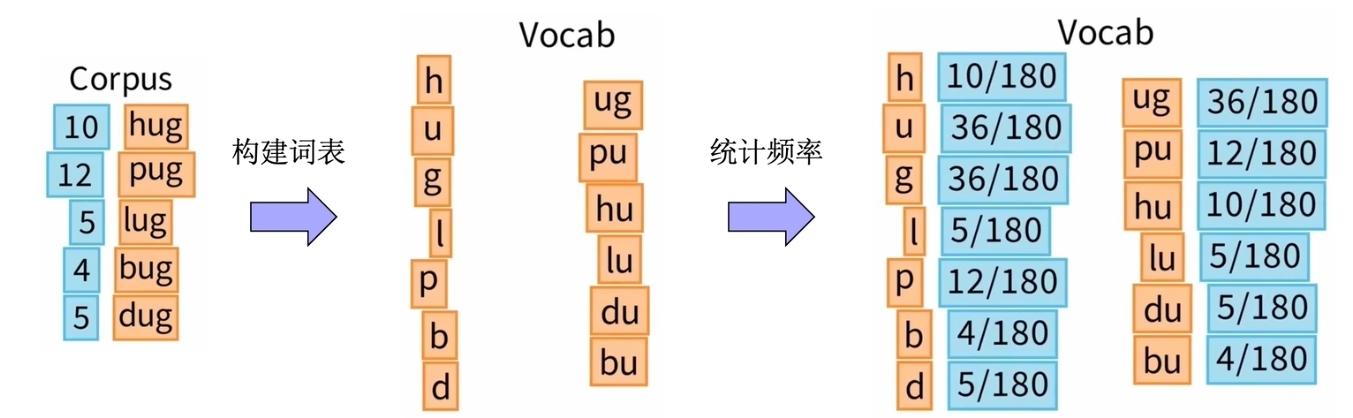 Corpus
10 hug
12 pug
5 lug
4 bug
5 dug
构建词表
Vocab
h
u
g
l
p
b
d
ug
pu
hu
lu
du
bu
统计频率
Vocab
h 10/180
u 36/180
g 36/180
l 5/180
p 12/180
b 4/180
d 5/180
ug 36/180
pu 12/180
hu 10/180
lu 5/180
du 5/180
bu 4/180